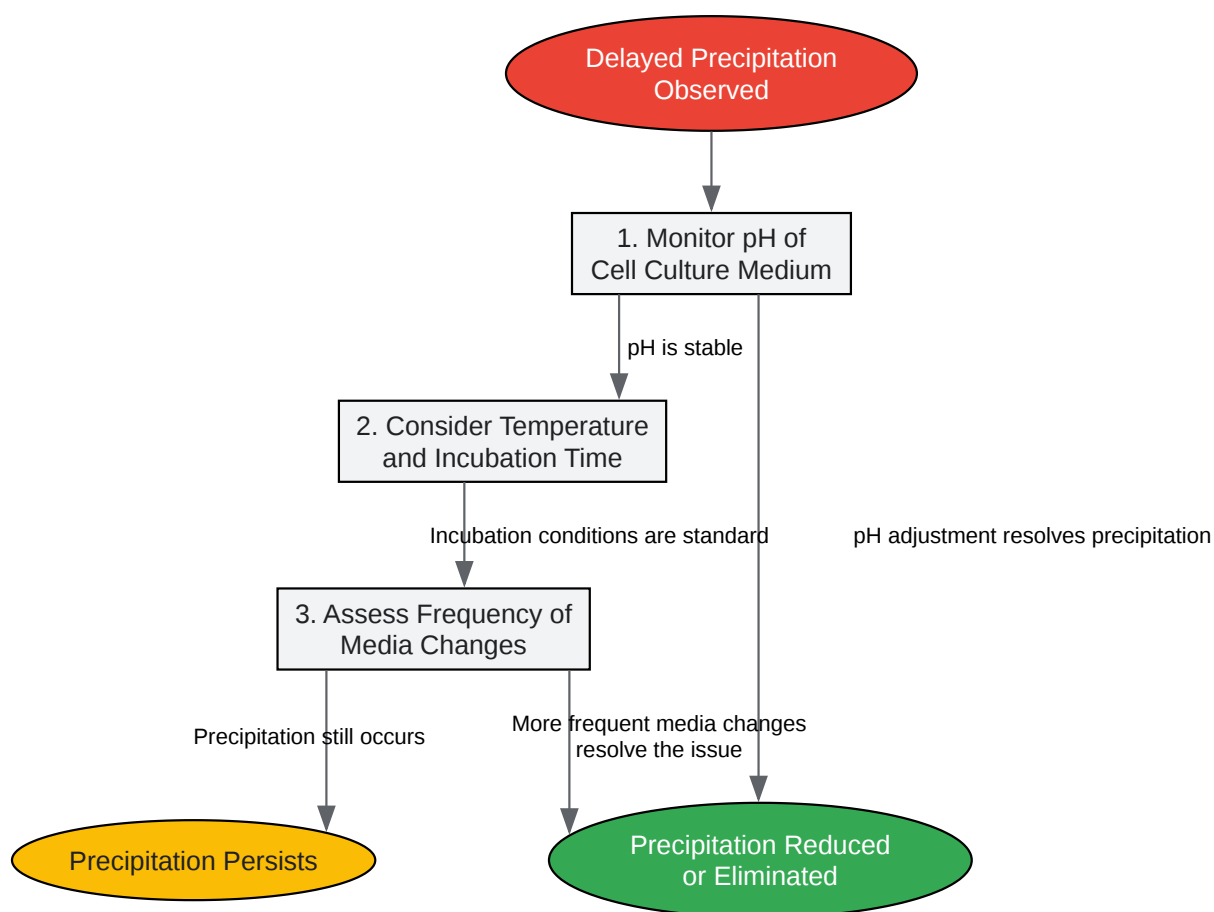 Delayed Precipitation
Observed
1. Monitor pH of
Cell Culture Medium
pH is stable
2. Consider Temperature
and Incubation Time
Incubation conditions are standard
pH adjustment resolves precipitation
3. Assess Frequency of
Media Changes
Precipitation still occurs
More frequent media changes
resolve the issue
Precipitation Persists
Precipitation Reduced
or Eliminated